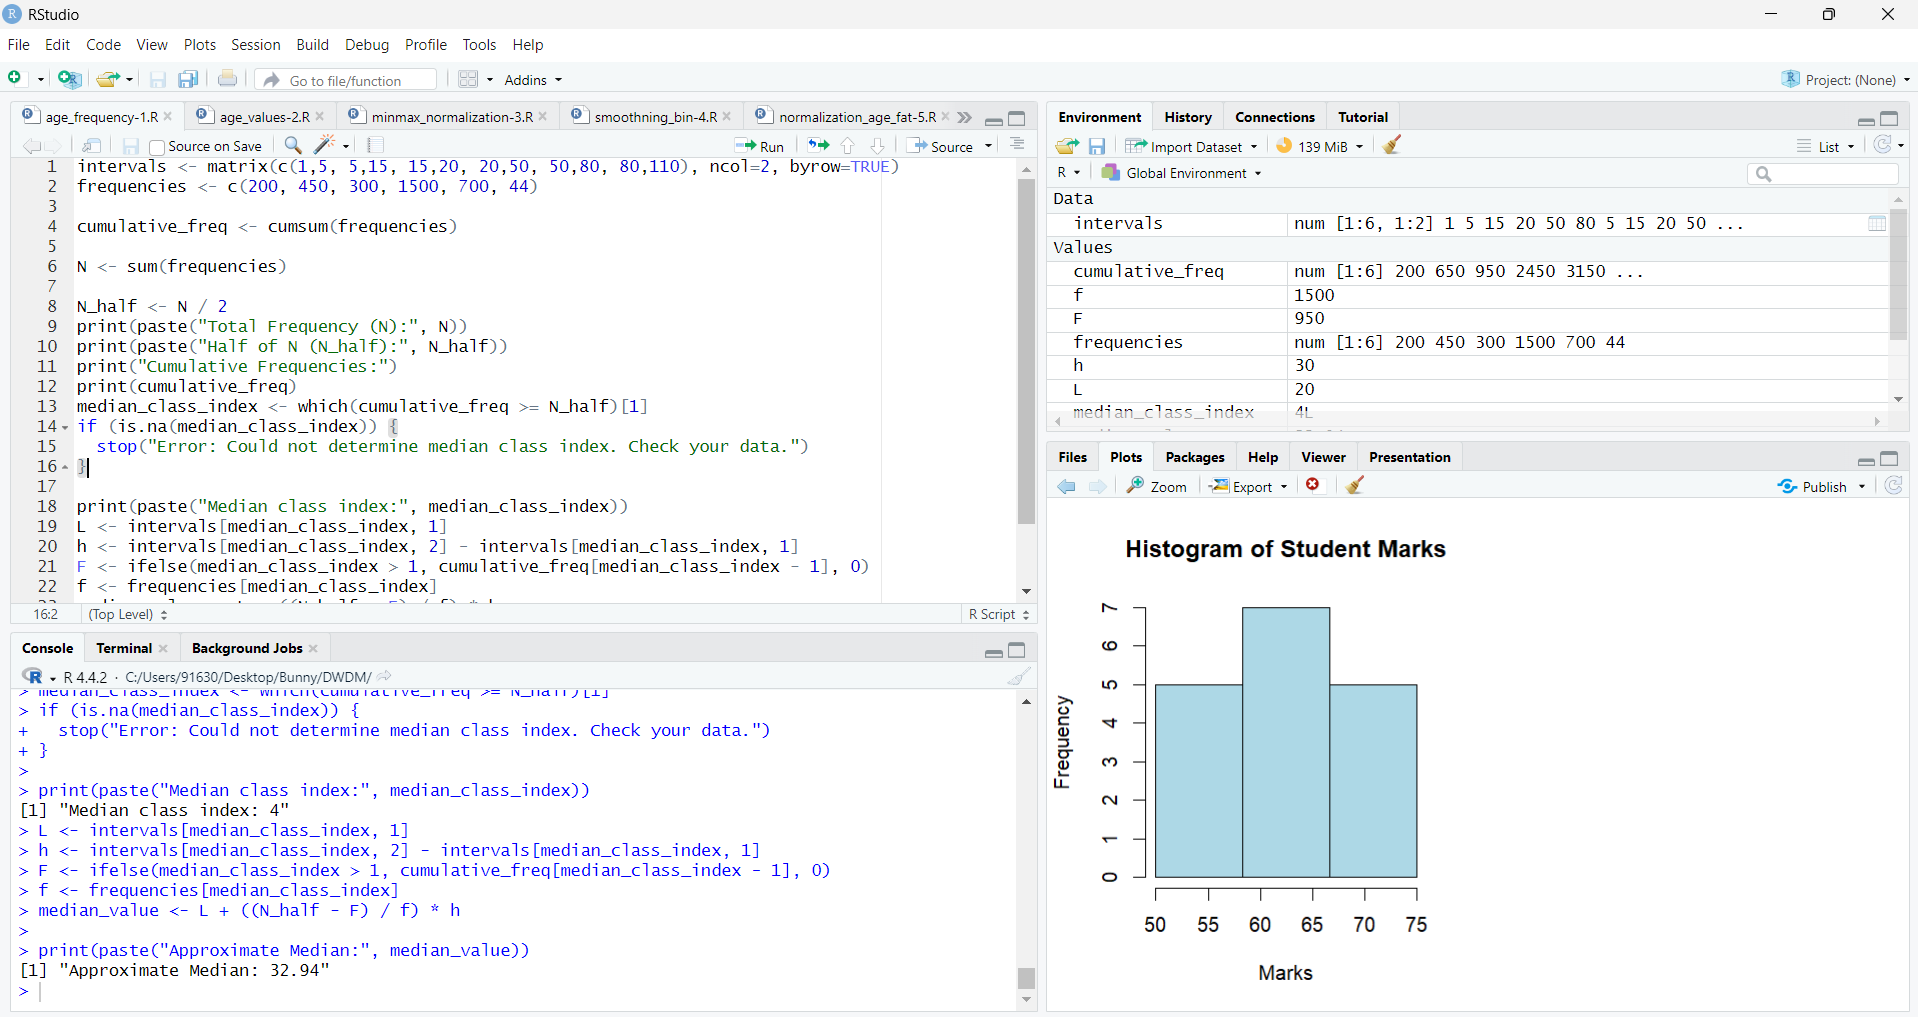 RStudio
File Edit Code View Plots Session Build Debug Profile Tools Help
Go to file/function Addins Project: (None)
age_frequency-1.R age_values-2.R minmax_normalization-3.R smoothning_bin-4.R normalization_age_fat-5.R
Source on Save Run Source
1 intervals <- matrix(c(1,5, 5,15, 15,20, 20,50, 50,80, 80,110), ncol=2, byrow=TRUE)
2 frequencies <- c(200, 450, 300, 1500, 700, 44)
3
4 cumulative_freq <- cumsum(frequencies)
5
6 N <- sum(frequencies)
7
8 N_half <- N / 2
9 print(paste("Total Frequency (N):", N))
10 print(paste("Half of N (N_half):", N_half))
11 print("Cumulative Frequencies:")
12 print(cumulative_freq)
13 median_class_index <- which(cumulative_freq >= N_half)[1]
14 if (is.na(median_class_index)) {
15   stop("Error: Could not determine median class index. Check your data.")
16 }
17
18 print(paste("Median class index:", median_class_index))
19 L <- intervals[median_class_index, 1]
20 h <- intervals[median_class_index, 2] - intervals[median_class_index, 1]
21 F <- ifelse(median_class_index > 1, cumulative_freq[median_class_index - 1], 0)
22 f <- frequencies[median_class_index]
16:2 (Top Level) R Script
Console Terminal Background Jobs
R 4.4.2 · C:/Users/91630/Desktop/Bunny/DWDM/
> median_class_index <- which(cumulative_freq >= N_half)[1]
> if (is.na(median_class_index)) {
+   stop("Error: Could not determine median class index. Check your data.")
+ }
>
> print(paste("Median class index:", median_class_index))
[1] "Median class index: 4"
> L <- intervals[median_class_index, 1]
> h <- intervals[median_class_index, 2] - intervals[median_class_index, 1]
> F <- ifelse(median_class_index > 1, cumulative_freq[median_class_index - 1], 0)
> f <- frequencies[median_class_index]
> median_value <- L + ((N_half - F) / f) * h
>
> print(paste("Approximate Median:", median_value))
[1] "Approximate Median: 32.94"
>
Environment History Connections Tutorial
Import Dataset 139 MiB List
R Global Environment
Data
intervals num [1:6, 1:2] 1 5 15 20 50 80 5 15 20 50 ...
Values
cumulative_freq num [1:6] 200 650 950 2450 3150 ...
f 1500
F 950
frequencies num [1:6] 200 450 300 1500 700 44
h 30
L 20
median_class_index 4L
Files Plots Packages Help Viewer Presentation
Zoom Export Publish
Histogram of Student Marks
Frequency
7
6
5
4
3
2
1
0
50 55 60 65 70 75
Marks